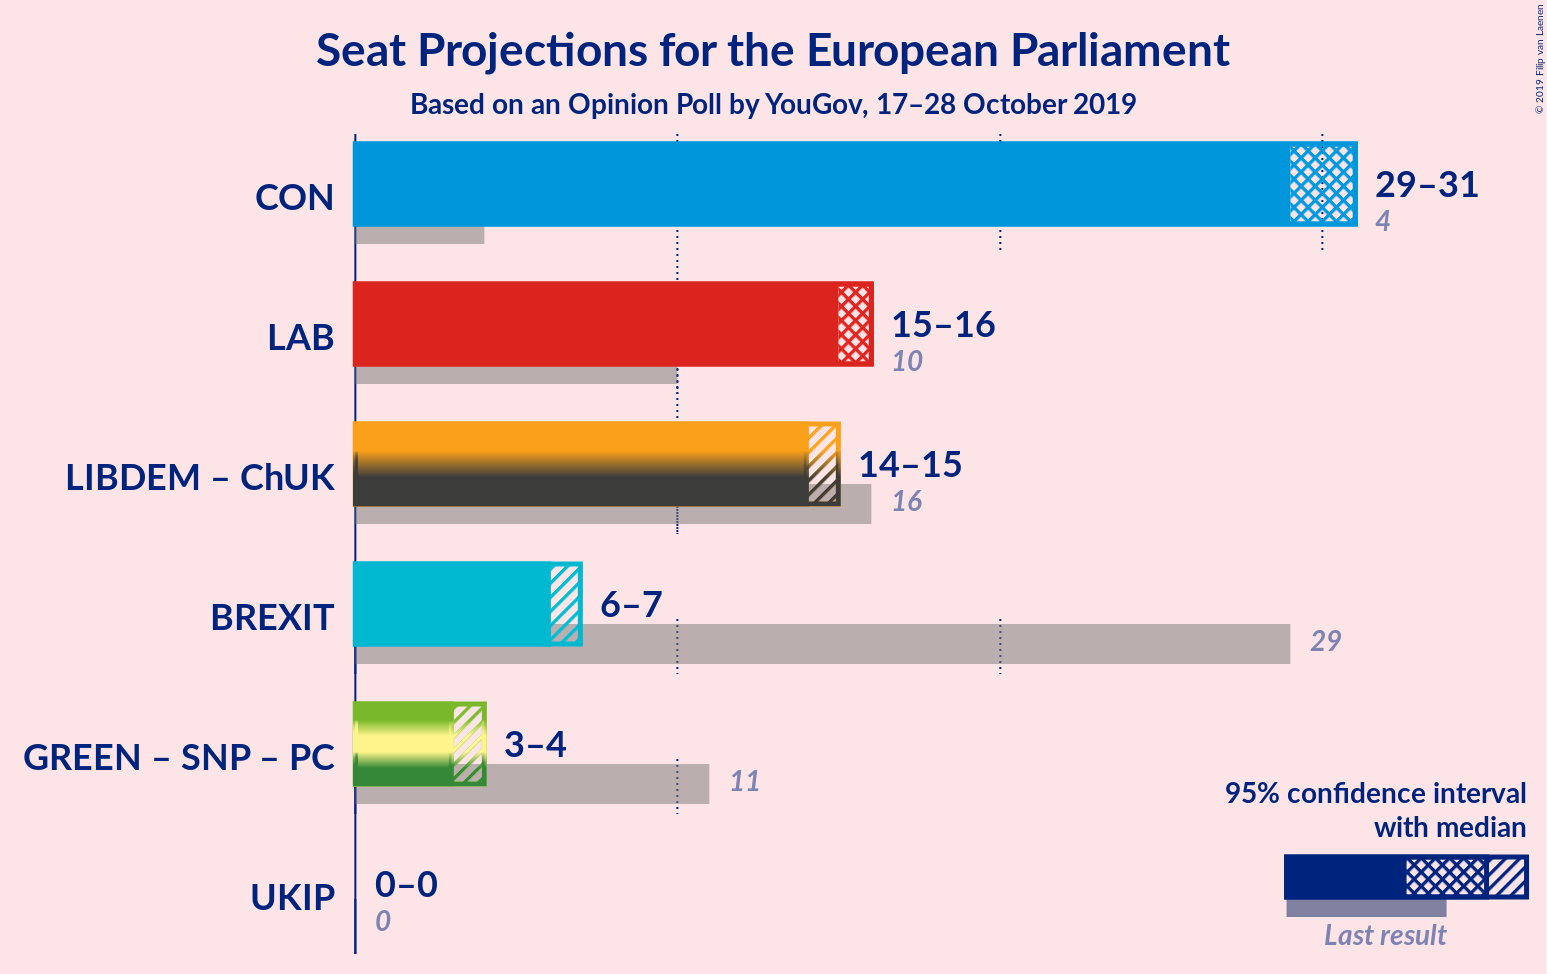 Seat Projections for the European Parliament
Based on an Opinion Poll by YouGov, 17–28 October 2019
© 2019 Filip van Laenen
CON
29–31
4
LAB
15–16
10
LIBDEM – ChUK
14–15
16
BREXIT
6–7
29
GREEN – SNP – PC
3–4
11
UKIP
0–0
0
95% confidence interval
with median
Last result